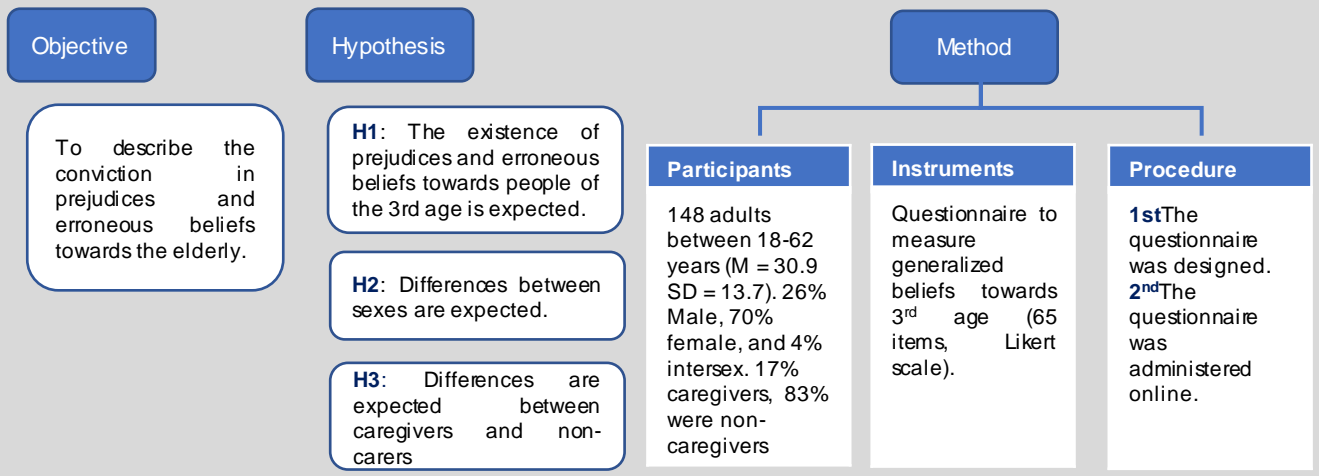 Objective
To describe the
conviction in
prejudices and
erroneous beliefs
towards the elderly.
Hypothesis
H1: The existence of
prejudices and erroneous
beliefs towards people of
the 3rd age is expected.
H2: Differences between
sexes are expected.
H3: Differences are
expected between
caregivers and non-
carers
Method
Participants
148 adults
between 18-62
years (M = 30.9
SD = 13.7). 26%
Male, 70%
female, and 4%
intersex. 17%
caregivers, 83%
were non-
caregivers
Instruments
Questionnaire to
measure
generalized
beliefs towards
3rd age (65
items, Likert
scale).
Procedure
1stThe
questionnaire
was designed.
2ndThe
questionnaire
was
administered
online.